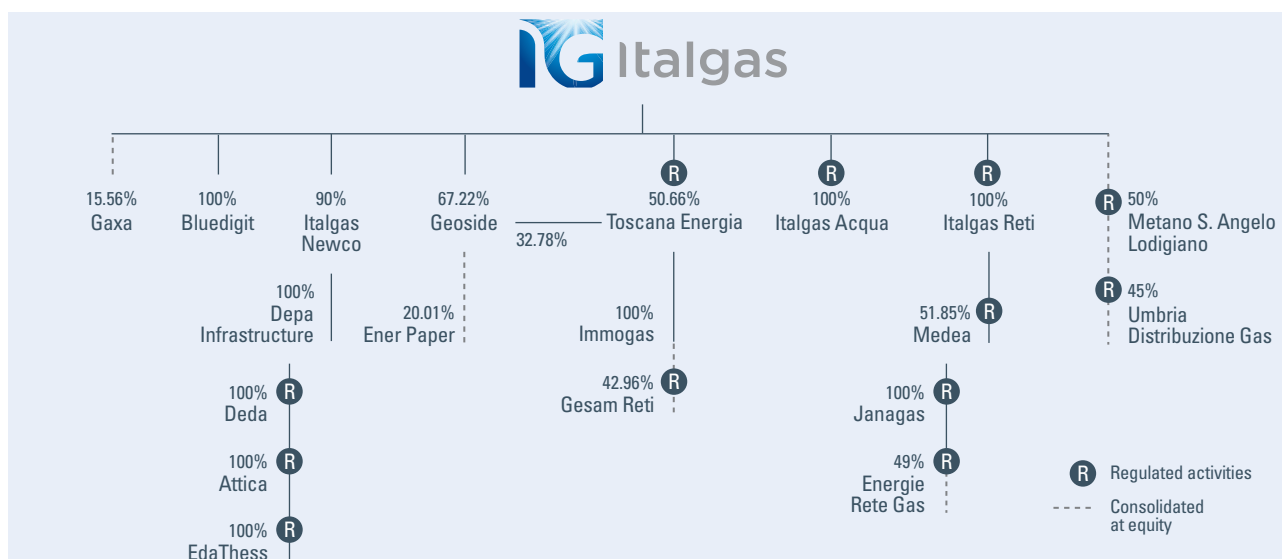 IG Italgas
R
R
R
15.56%
Gaxa
100%
Bluedigit
90%
Italgas
Newco
67.22%
Geoside
32.78%
50.66%
Toscana Energia
100%
Italgas Acqua
100%
Italgas Reti
R
50%
Metano S. Angelo
Lodigiano
R
45%
Umbria
Distribuzione Gas
100%
Depa
Infrastructure
20.01%
Ener Paper
100%
Immogas
51.85%
R
Medea
42.96%
R
Gesam Reti
100%
R
Deda
100%
R
Janagas
100%
R
Attica
49%
R
Energie
Rete Gas
100%
R
EdaThess
R Regulated activities
Consolidated
at equity